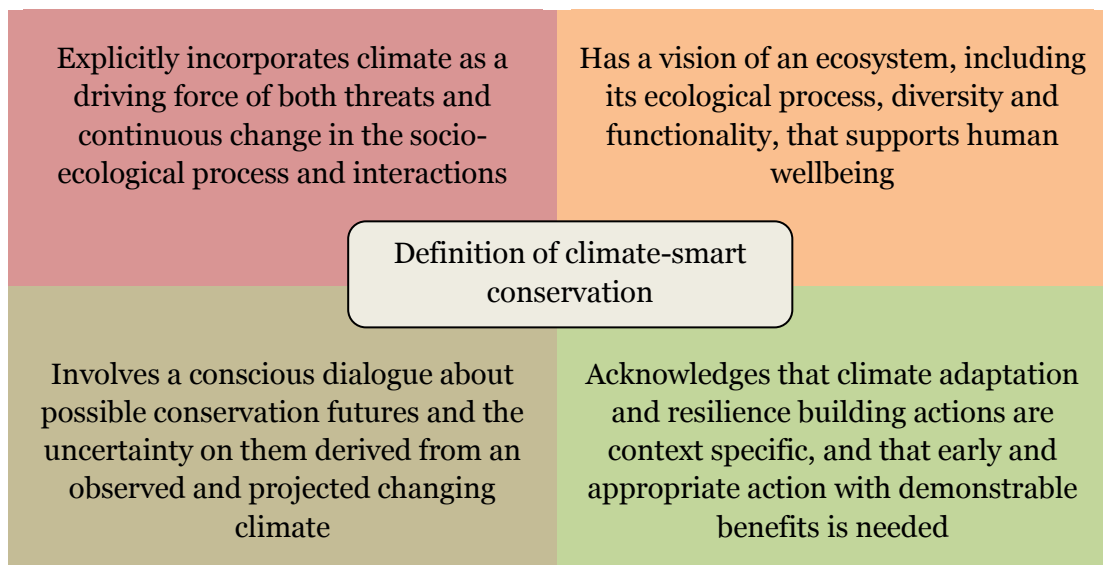 Explicitly incorporates climate as a
driving force of both threats and
continuous change in the socio-
ecological process and interactions
Has a vision of an ecosystem, including
its ecological process, diversity and
functionality, that supports human
wellbeing
Definition of climate-smart
conservation
Involves a conscious dialogue about
possible conservation futures and the
uncertainty on them derived from an
observed and projected changing
climate
Acknowledges that climate adaptation
and resilience building actions are
context specific, and that early and
appropriate action with demonstrable
benefits is needed